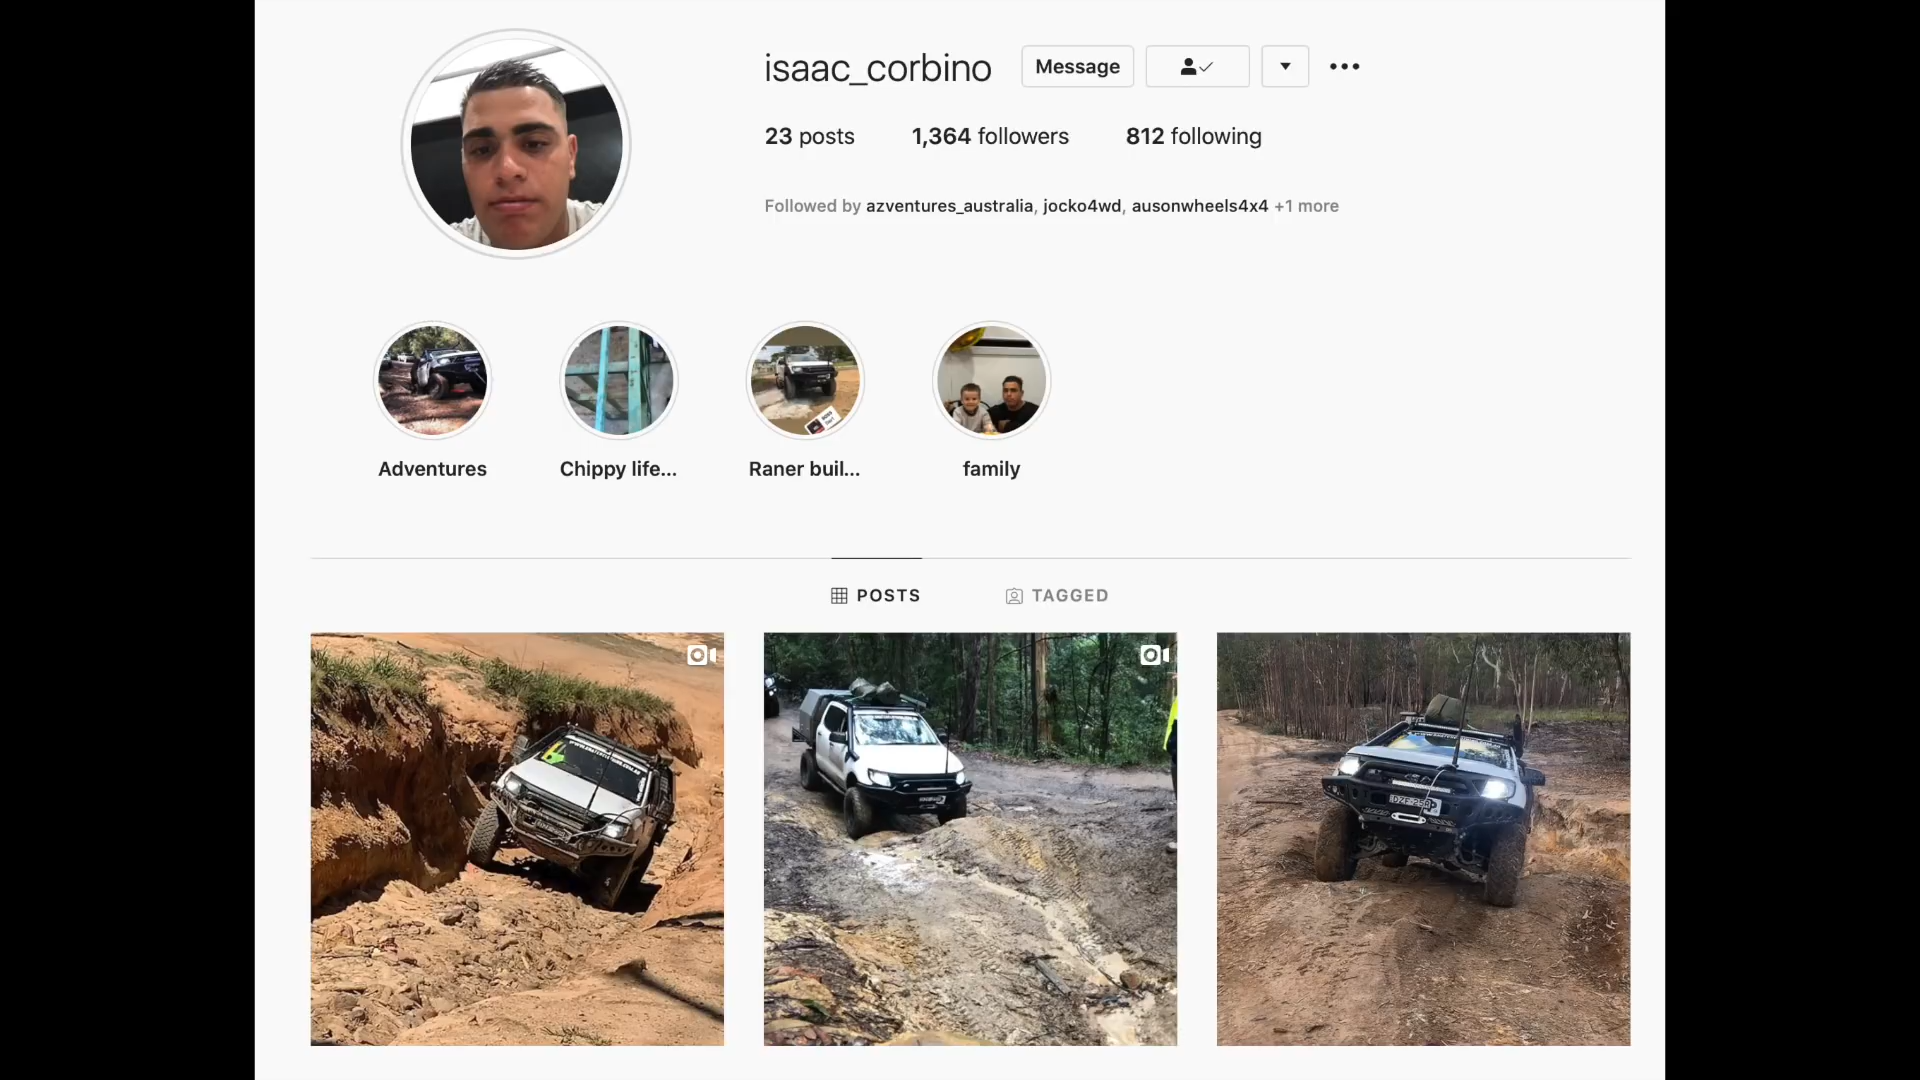 isaac_corbino
Message
23 posts 1,364 followers 812 following
Followed by azventures_australia, jocko4wd, ausonwheels4x4 +1 more
Adventures Chippy life... Raner buil... family
POSTS TAGGED